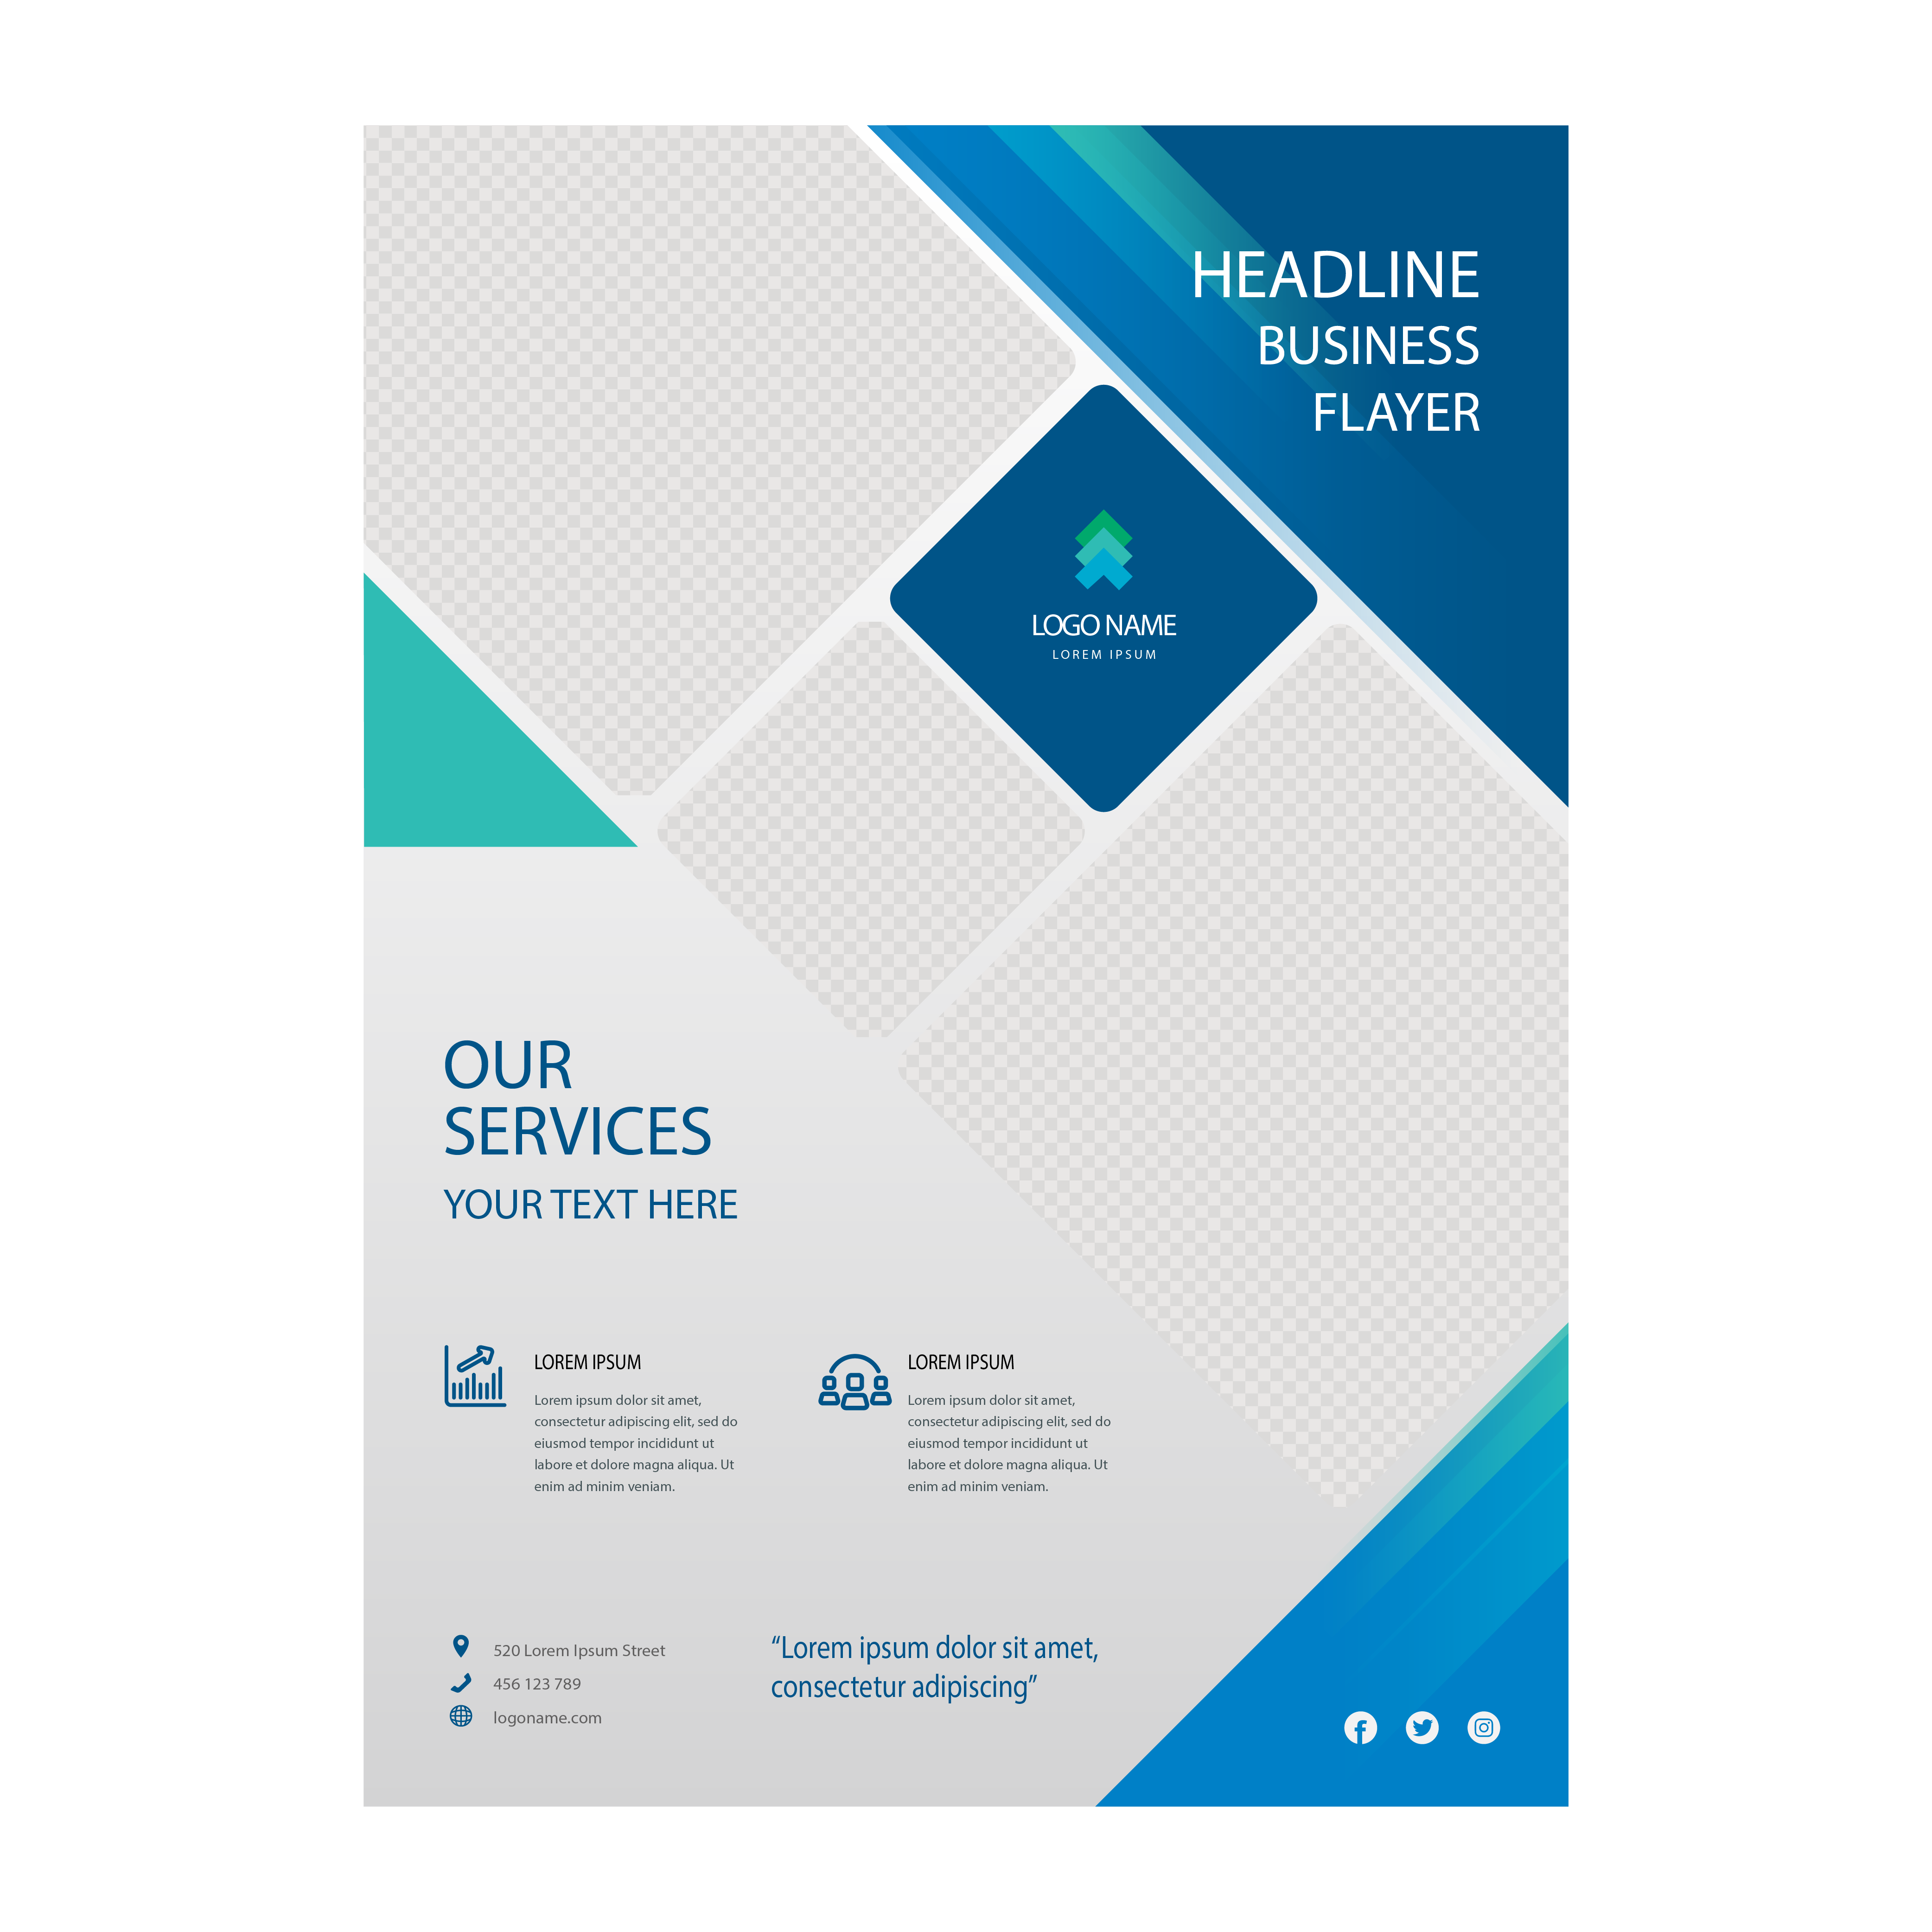 HEADLINE
BUSINESS
FLAYER
LOGO NAME
LOREM IPSUM
OUR
SERVICES
YOUR TEXT HERE
LOREM IPSUM
Lorem ipsum dolor sit amet,
consectetur adipiscing elit, sed do
eiusmod tempor incididunt ut
labore et dolore magna aliqua. Ut
enim ad minim veniam.
LOREM IPSUM
Lorem ipsum dolor sit amet,
consectetur adipiscing elit, sed do
eiusmod tempor incididunt ut
labore et dolore magna aliqua. Ut
enim ad minim veniam.
520 Lorem Ipsum Street
456 123 789
logoname.com
“Lorem ipsum dolor sit amet,
consectetur adipiscing”